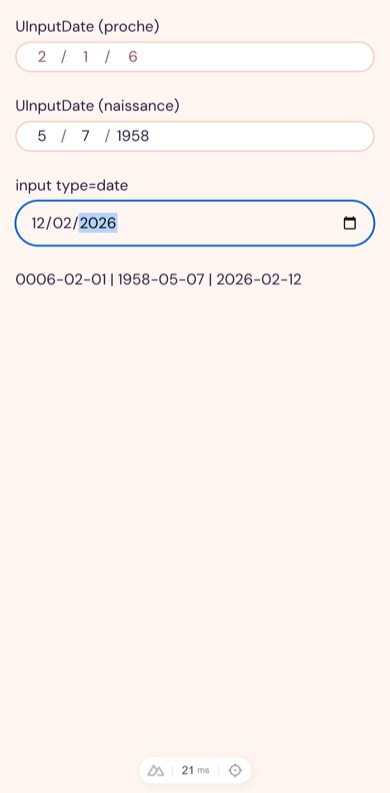 UInputDate (proche)
2 / 1 / 6
UInputDate (naissance)
5 / 7 / 1958
input type=date
12/02/2026
0006-02-01 | 1958-05-07 | 2026-02-12
21 ms